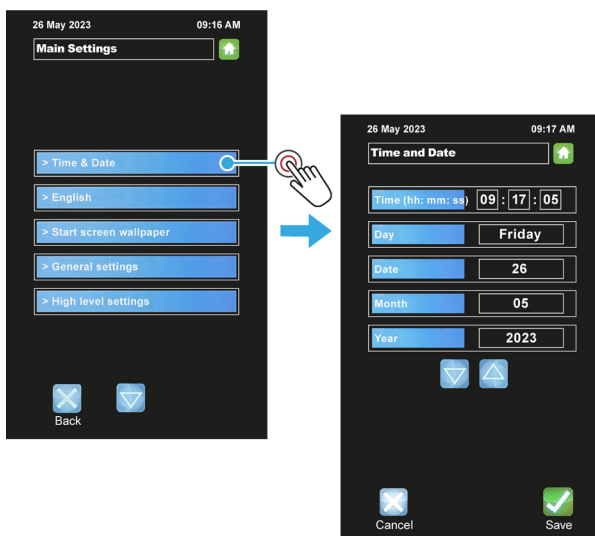 26 May 2023 09:16 AM
Main Settings
> Time & Date
> English
> Start screen wallpaper
> General settings
> High level settings
Back
26 May 2023 09:17 AM
Time and Date
Time (hh: mm: ss) 09 : 17 : 05
Day Friday
Date 26
Month 05
Year 2023
Cancel Save